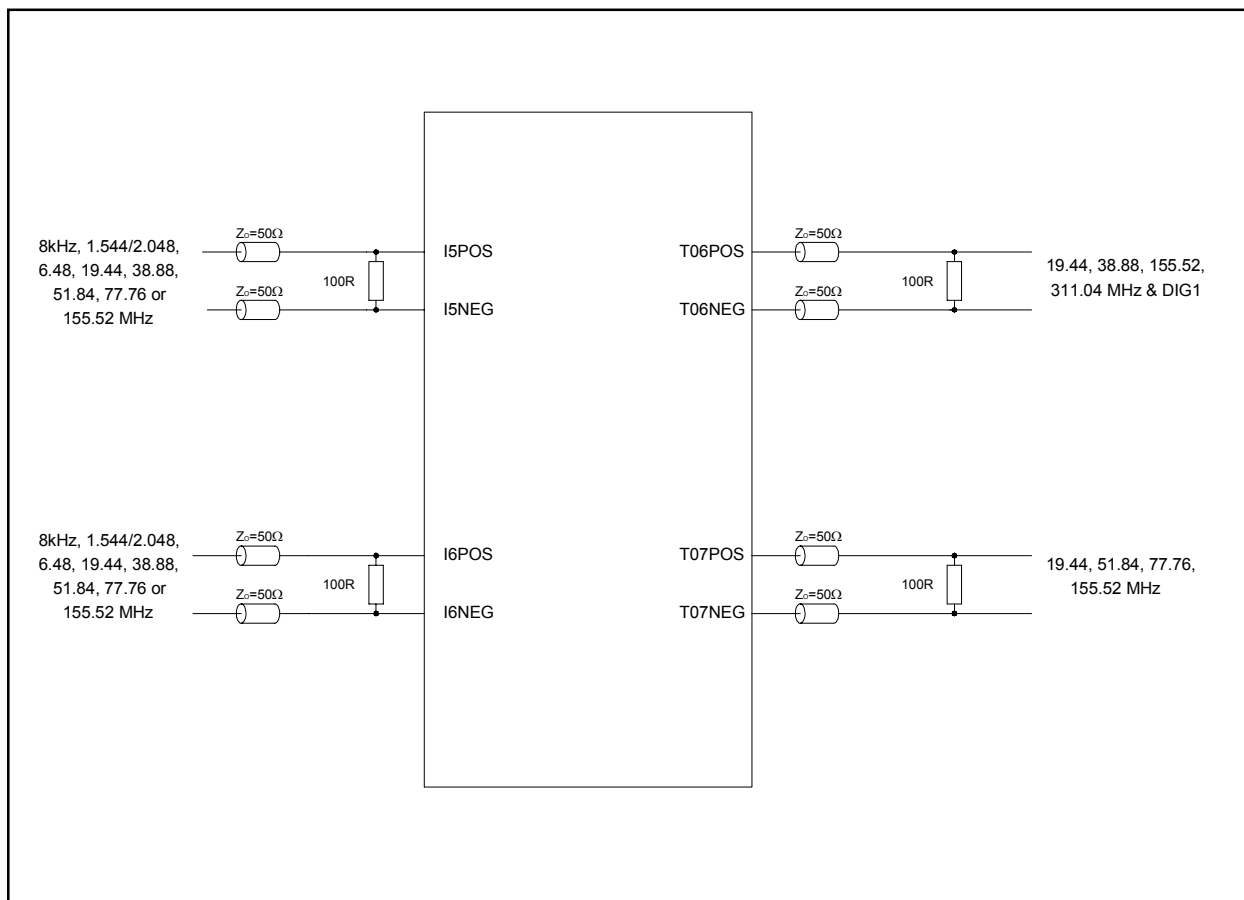 Zo=50Ω
8kHz, 1.544/2.048,
6.48, 19.44, 38.88,
51.84, 77.76 or
155.52 MHz
100R
Zo=50Ω
I5POS
I5NEG
T06POS
T06NEG
Zo=50Ω
100R
Zo=50Ω
19.44, 38.88, 155.52,
311.04 MHz & DIG1
Zo=50Ω
8kHz, 1.544/2.048,
6.48, 19.44, 38.88,
51.84, 77.76 or
155.52 MHz
100R
Zo=50Ω
I6POS
I6NEG
T07POS
T07NEG
Zo=50Ω
100R
Zo=50Ω
19.44, 51.84, 77.76,
155.52 MHz